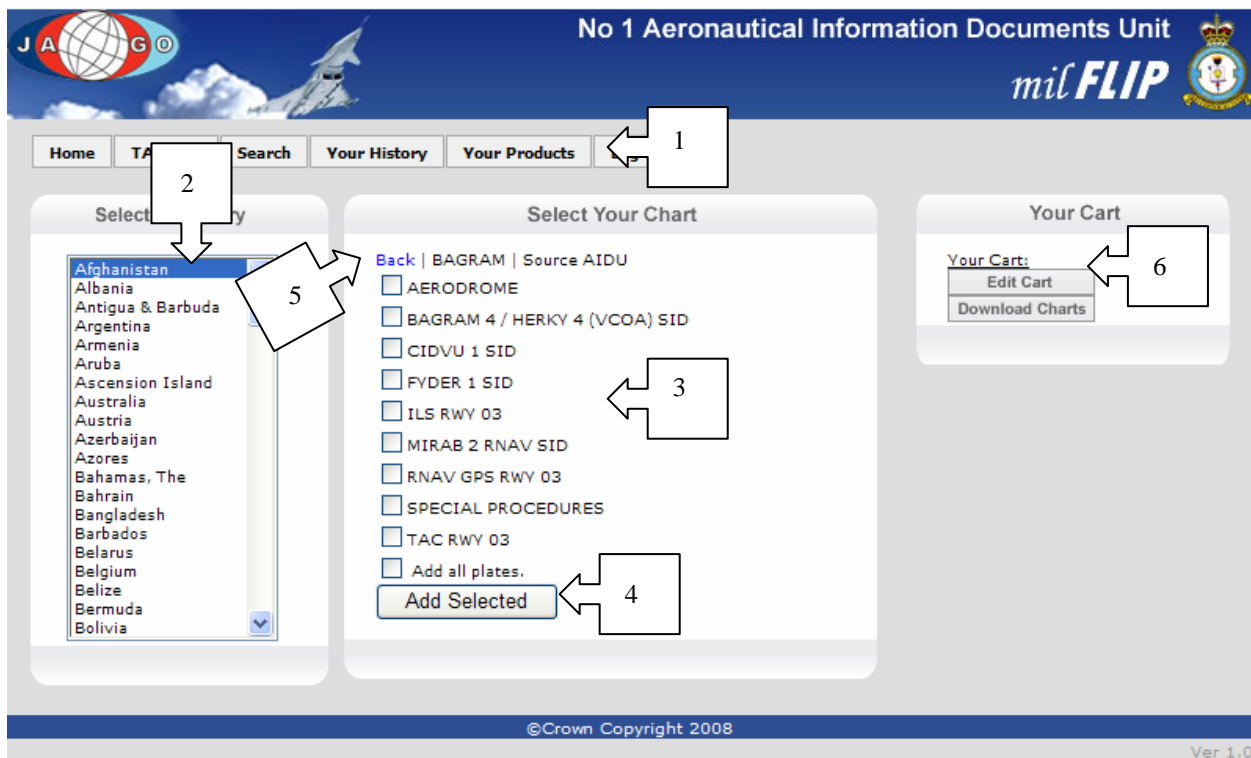 JAGO
No 1 Aeronautical Information Documents Unit
mil FLIP
Home Search Your History Your Products
1
2
Select Your Chart
Your Cart
5
Back | BAGRAM | Source AIDU
AERODROME
BAGRAM 4 / HERKY 4 (VCOA) SID
CIDVU 1 SID
FYDER 1 SID
ILS RWY 03
MIRAB 2 RNAV SID
RNAV GPS RWY 03
SPECIAL PROCEDURES
TAC RWY 03
Add all plates.
Add Selected
3
4
Afghanistan
Albania
Antigua & Barbuda
Argentina
Armenia
Aruba
Ascension Island
Australia
Austria
Azerbaijan
Azores
Bahamas, The
Bahrain
Bangladesh
Barbados
Belarus
Belgium
Belize
Bermuda
Bolivia
Your Cart:
Edit Cart
Download Charts
6
©Crown Copyright 2008
Ver 1.0